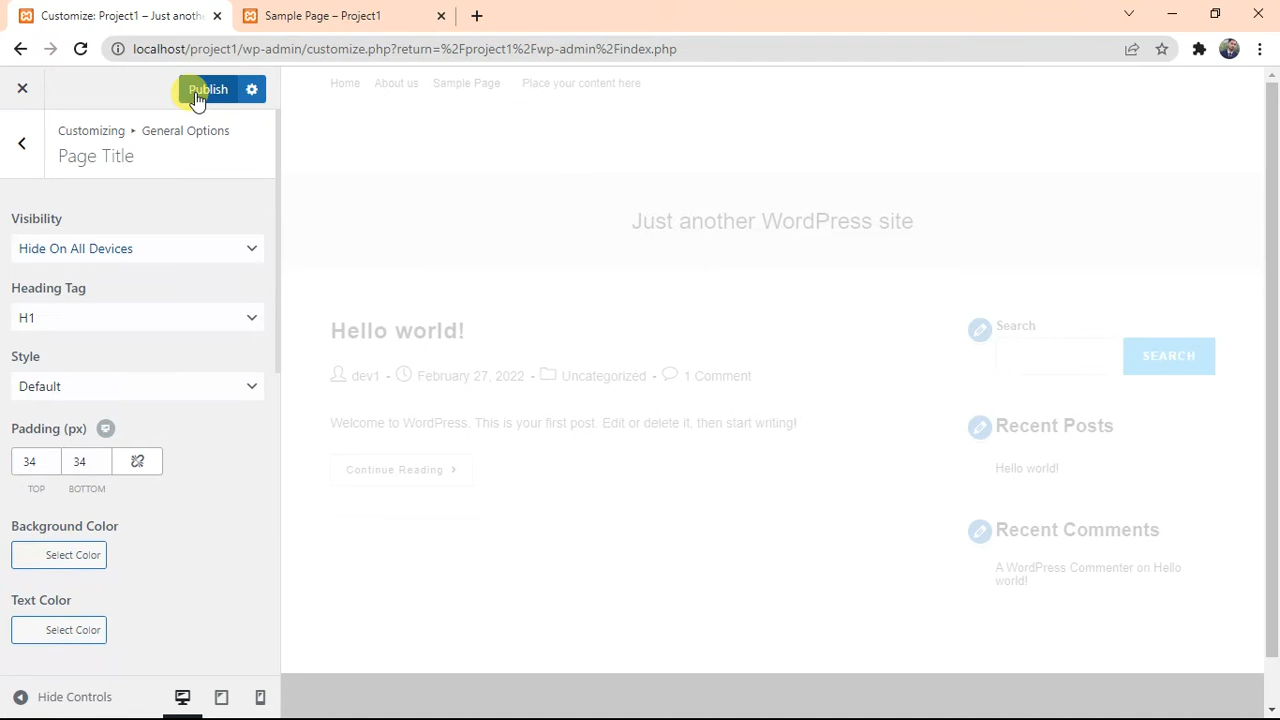 Customize: Project1 – Just anothe
Sample Page – Project1
localhost/project1/wp-admin/customize.php?return=%2Fproject1%2Fwp-admin%2Findex.php
Publish
Customizing ▸ General Options
Page Title
Visibility
Hide On All Devices
Heading Tag
H1
Style
Default
Padding (px)
34 34
TOP BOTTOM
Background Color
Select Color
Text Color
Select Color
Hide Controls
Home About us Sample Page Place your content here
Just another WordPress site
Hello world!
dev1 - February 27, 2022 - Uncategorized - 1 Comment
Welcome to WordPress. This is your first post. Edit or delete it, then start writing!
Continue Reading
Search
SEARCH
Recent Posts
Hello world!
Recent Comments
A WordPress Commenter on Hello
world!